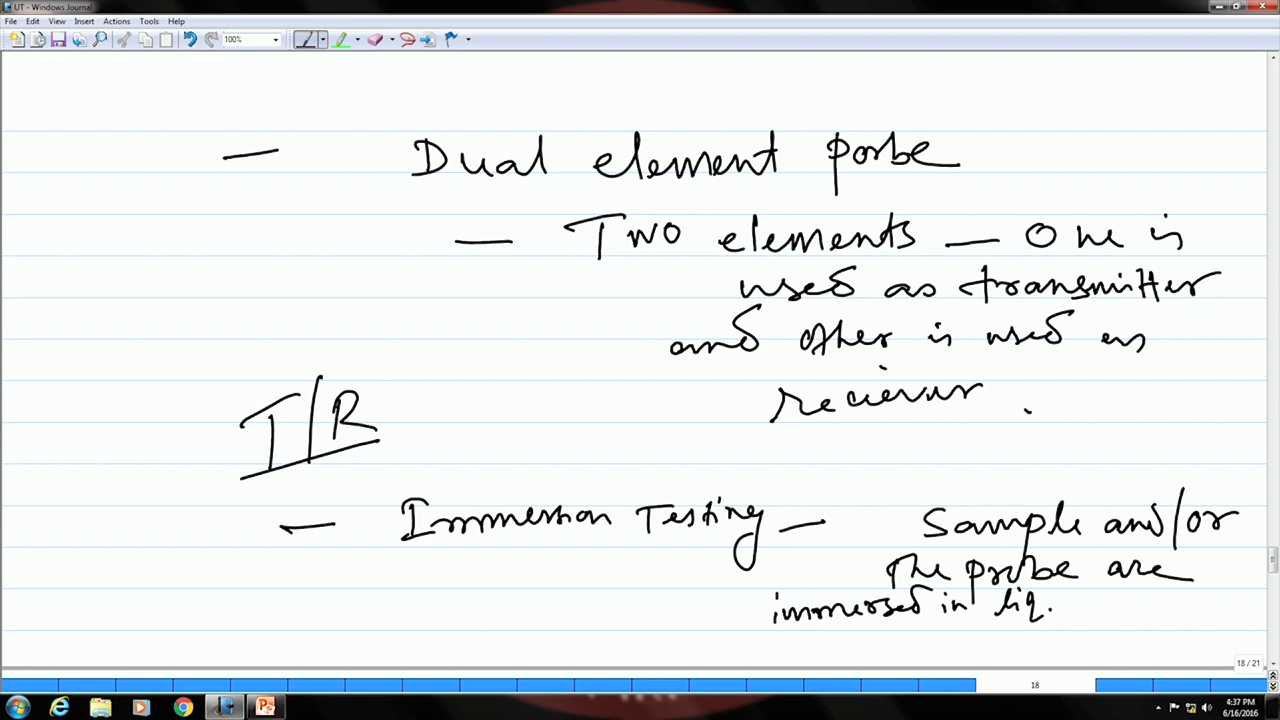 UT - Windows Journal
File Edit View Insert Actions Tools Help
100%
— Dual element porbe
— Two elements — One is
used as transmitter
and other is used as
reciever.
T/R
— Immersion Testing — Sample and/or
The probe are
immersed in liq.
18 / 21
18
4:37 PM
6/16/2016